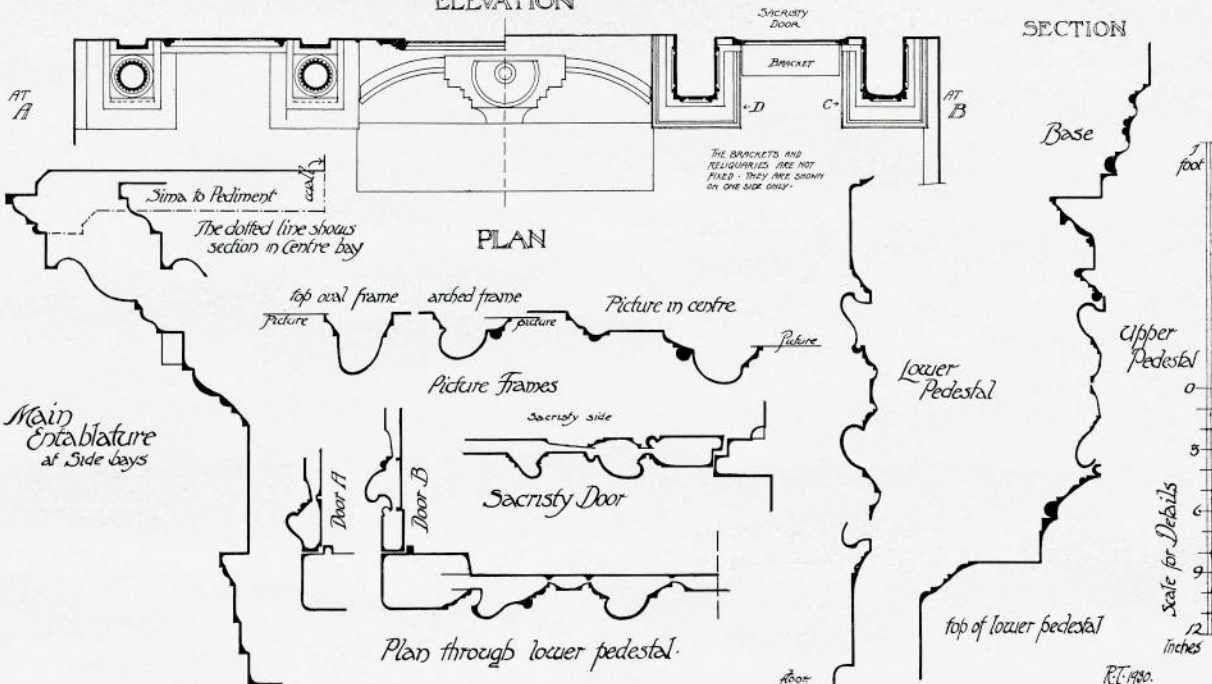 ELEVATION
SACRISTY
DOOR
SECTION
BRACKET
AT
A
D
C
AT
B
Base
1
foot
THE BRACKETS AND
RELIQUARIES ARE NOT
FIXED · THEY ARE SHOWN
ON ONE SIDE ONLY ·
Sima to Pediment
wall
The dotted line shows
section in Centre bay
PLAN
top oval frame
arched frame
Picture in centre
Picture
picture
Picture
Picture Frames
Upper
Pedestal
Lower
Pedestal
0
Main
Entablature
at Side bays
Sacristy side
Door A
Door B
Sacristy Door
Scale for Details
6
9
12
Inches
Plan through lower pedestal.
top of lower pedestal
floor
R.T. 1930.